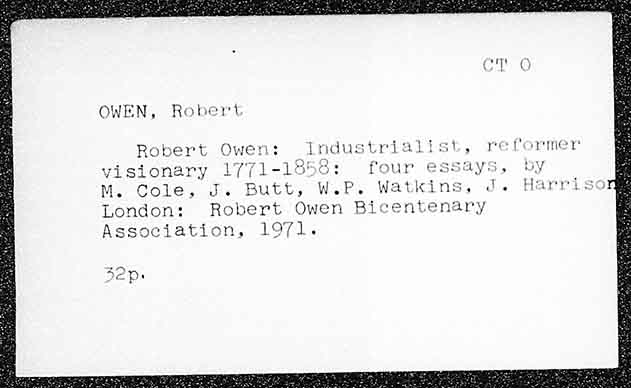 CT O
OWEN, Robert
Robert Owen: Industrialist, reformer
visionary 1771-1858: four essays, by
M. Cole, J. Butt, W.P. Watkins, J. Harrison
London: Robert Owen Bicentenary
Association, 1971.
32p.